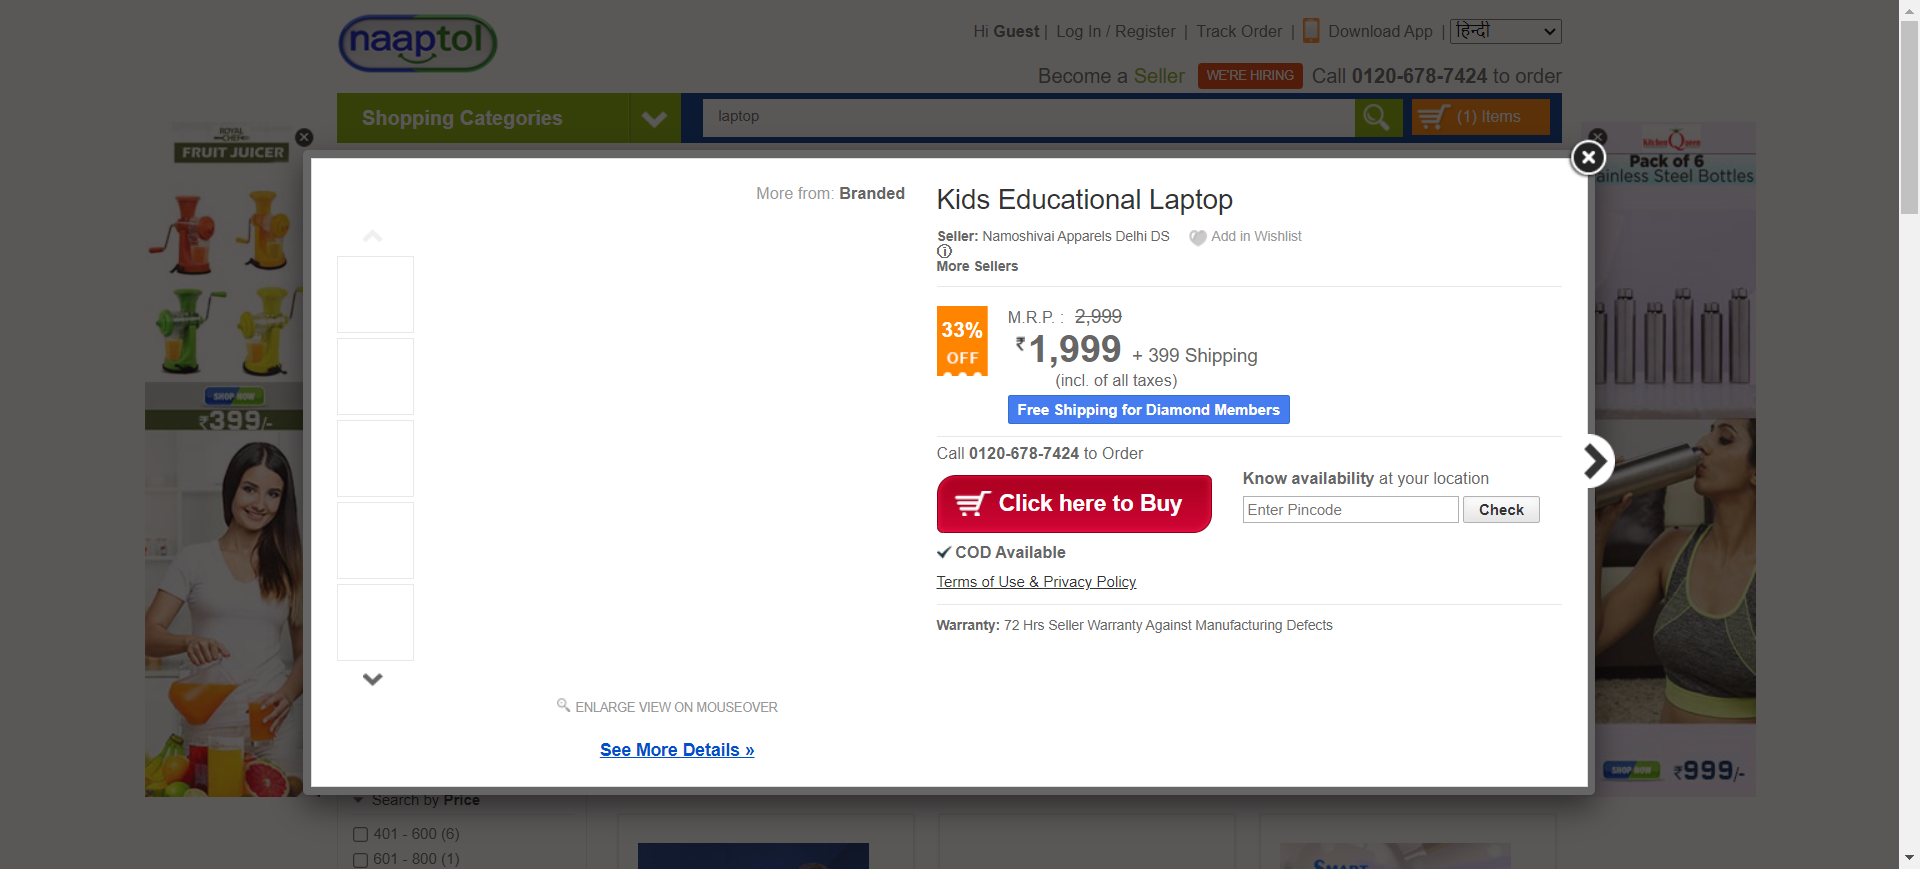 naaptol
Hi Guest | Log In / Register | Track Order | Download App | हिन्दी
Become a Seller WE'RE HIRING Call 0120-678-7424 to order
Shopping Categories
laptop
(1) Items
ROYAL
CHEF
FRUIT JUICER
SHOP NOW
₹399/-
Kitchen Queen
Pack of 6
ainless Steel Bottles
SHOP NOW
₹999/-
More from: Branded
ENLARGE VIEW ON MOUSEOVER
See More Details »
Kids Educational Laptop
Seller: Namoshivai Apparels Delhi DS Add in Wishlist
More Sellers
33%
OFF
M.R.P. : 2,999
₹1,999 + 399 Shipping
(incl. of all taxes)
Free Shipping for Diamond Members
Call 0120-678-7424 to Order
Click here to Buy
Know availability at your location
Enter Pincode Check
COD Available
Terms of Use & Privacy Policy
Warranty: 72 Hrs Seller Warranty Against Manufacturing Defects
Search by Price
401 - 600 (6)
601 - 800 (1)
SMART